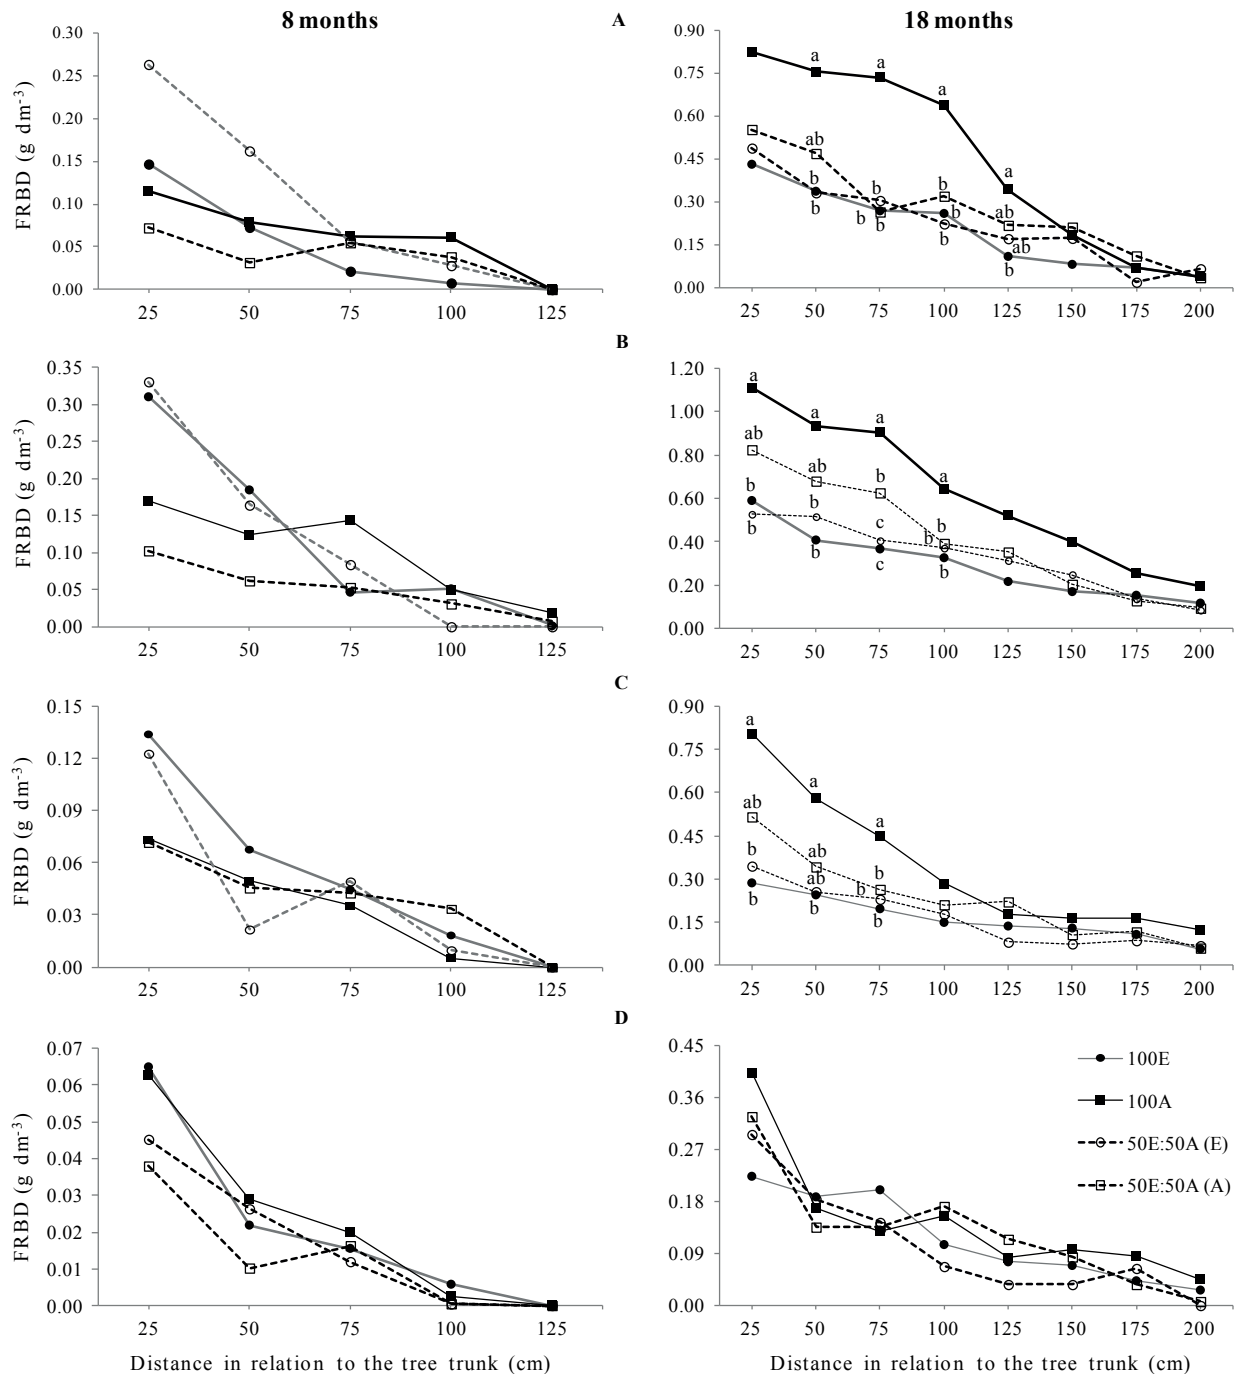 8 months
A
18 months
FRBD (g dm⁻³)
0.30
0.25
0.20
0.15
0.10
0.05
0.00
25 50 75 100 125
0.90
0.75
0.60
0.45
0.30
0.15
0.00
a a a a
ab b b b ab
b b b b ab
b b b
25 50 75 100 125 150 175 200
B
FRBD (g dm⁻³)
0.35
0.30
0.25
0.20
0.15
0.10
0.05
0.00
25 50 75 100 125
1.20
1.00
0.80
0.60
0.40
0.20
0.00
a a a a
ab ab b b
b b c b
b b c b
25 50 75 100 125 150 175 200
C
FRBD (g dm⁻³)
0.15
0.12
0.09
0.06
0.03
0.00
25 50 75 100 125
0.90
0.75
0.60
0.45
0.30
0.15
0.00
a a a
ab ab b
b ab b
b b b
25 50 75 100 125 150 175 200
D
FRBD (g dm⁻³)
0.07
0.06
0.05
0.04
0.03
0.02
0.01
0.00
25 50 75 100 125
Distance in relation to the tree trunk (cm)
0.45
0.36
0.27
0.18
0.09
0.00
100E
100A
50E:50A (E)
50E:50A (A)
25 50 75 100 125 150 175 200
Distance in relation to the tree trunk (cm)